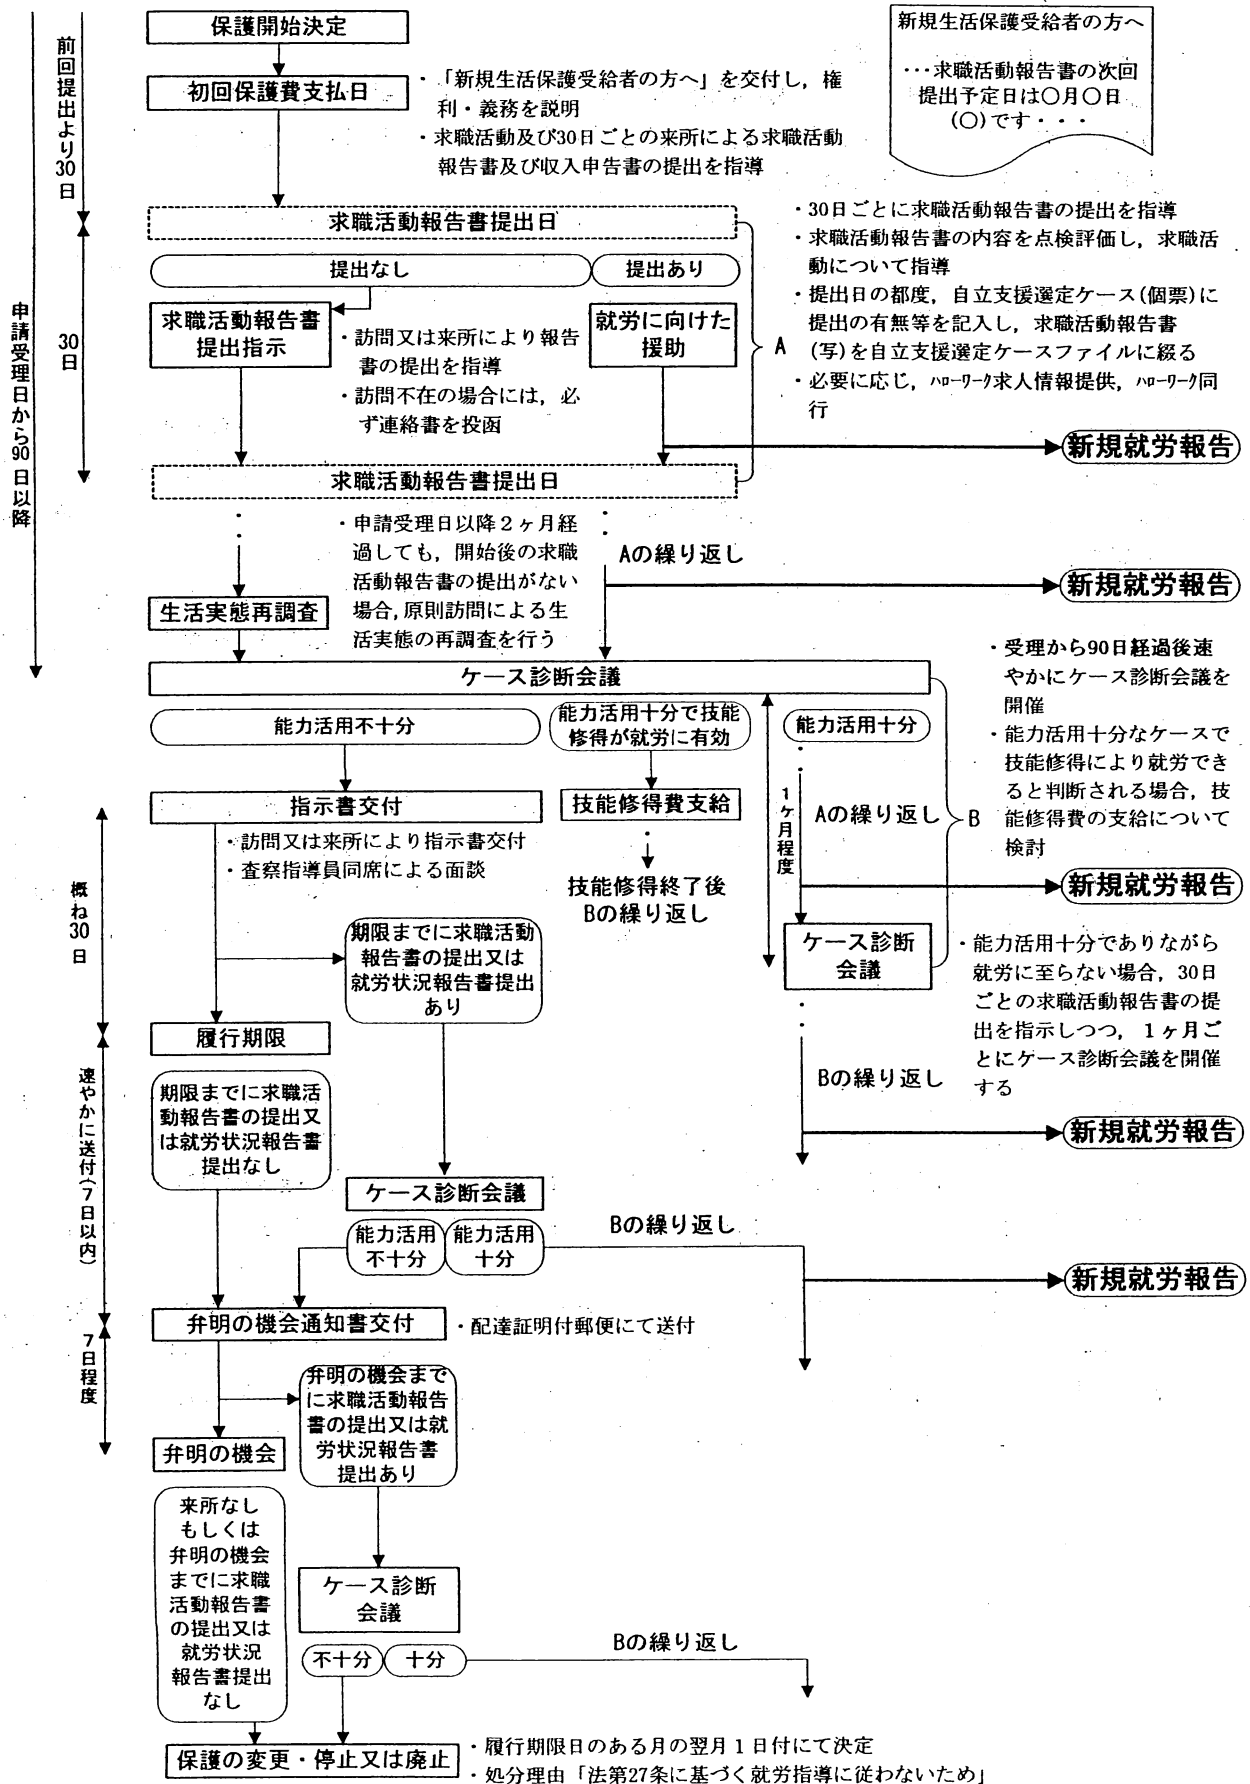 保護開始決定
初回保護費支払日
・「新規生活保護受給者の方へ」を交付し，権
利・義務を説明
・求職活動及び30日ごとの来所による求職活動
報告書及び収入申告書の提出を指導
新規生活保護受給者の方へ
・・・求職活動報告書の次回
提出予定日は〇月〇日
(〇)です・・・
前回提出より30日
申請受理日から90日以降
求職活動報告書提出日
提出なし
提出あり
30日
求職活動報告書
提出指示
・訪問又は来所により報告
書の提出を指導
・訪問不在の場合には，必
ず連絡書を投函
就労に向けた
援助
A
・30日ごとに求職活動報告書の提出を指導
・求職活動報告書の内容を点検評価し，求職活
動について指導
・提出日の都度，自立支援選定ケース(個票)に
提出の有無等を記入し，求職活動報告書
(写)を自立支援選定ケースファイルに綴る
・必要に応じ，ﾊﾛｰﾜｰｸ求人情報提供，ﾊﾛｰﾜｰｸ同
行
新規就労報告
求職活動報告書提出日
・申請受理日以降２ヶ月経
過しても，開始後の求職
活動報告書の提出がない
場合,原則訪問による生
活実態の再調査を行う
Aの繰り返し
新規就労報告
生活実態再調査
ケース診断会議
・受理から90日経過後速
やかにケース診断会議を
開催
・能力活用十分なケースで
技能修得により就労でき
ると判断される場合，技
能修得費の支給について
検討
能力活用不十分
能力活用十分で技能
修得が就労に有効
能力活用十分
指示書交付
・訪問又は来所により指示書交付
・査察指導員同席による面談
技能修得費支給
技能修得終了後
Bの繰り返し
1ヶ月程度
Aの繰り返し
B
新規就労報告
概ね30日
期限までに求職活動
報告書の提出又は
就労状況報告書提出
あり
ケース診断
会議
・能力活用十分でありながら
就労に至らない場合，30日
ごとの求職活動報告書の提
出を指示しつつ，１ヶ月ご
とにケース診断会議を開催
する
履行期限
速やかに送付(7日以内)
期限までに求職活
動報告書の提出又
は就労状況報告書
提出なし
Bの繰り返し
新規就労報告
ケース診断会議
能力活用
不十分
能力活用
十分
Bの繰り返し
新規就労報告
弁明の機会通知書交付
・配達証明付郵便にて送付
7日程度
弁明の機会まで
に求職活動報告
書の提出又は就
労状況報告書
提出あり
弁明の機会
来所なし
もしくは
弁明の機会
までに求職
活動報告書
の提出又は
就労状況
報告書提出
なし
ケース診断
会議
不十分
十分
Bの繰り返し
保護の変更・停止又は廃止
・履行期限日のある月の翌月１日付にて決定
・処分理由「法第27条に基づく就労指導に従わないため」